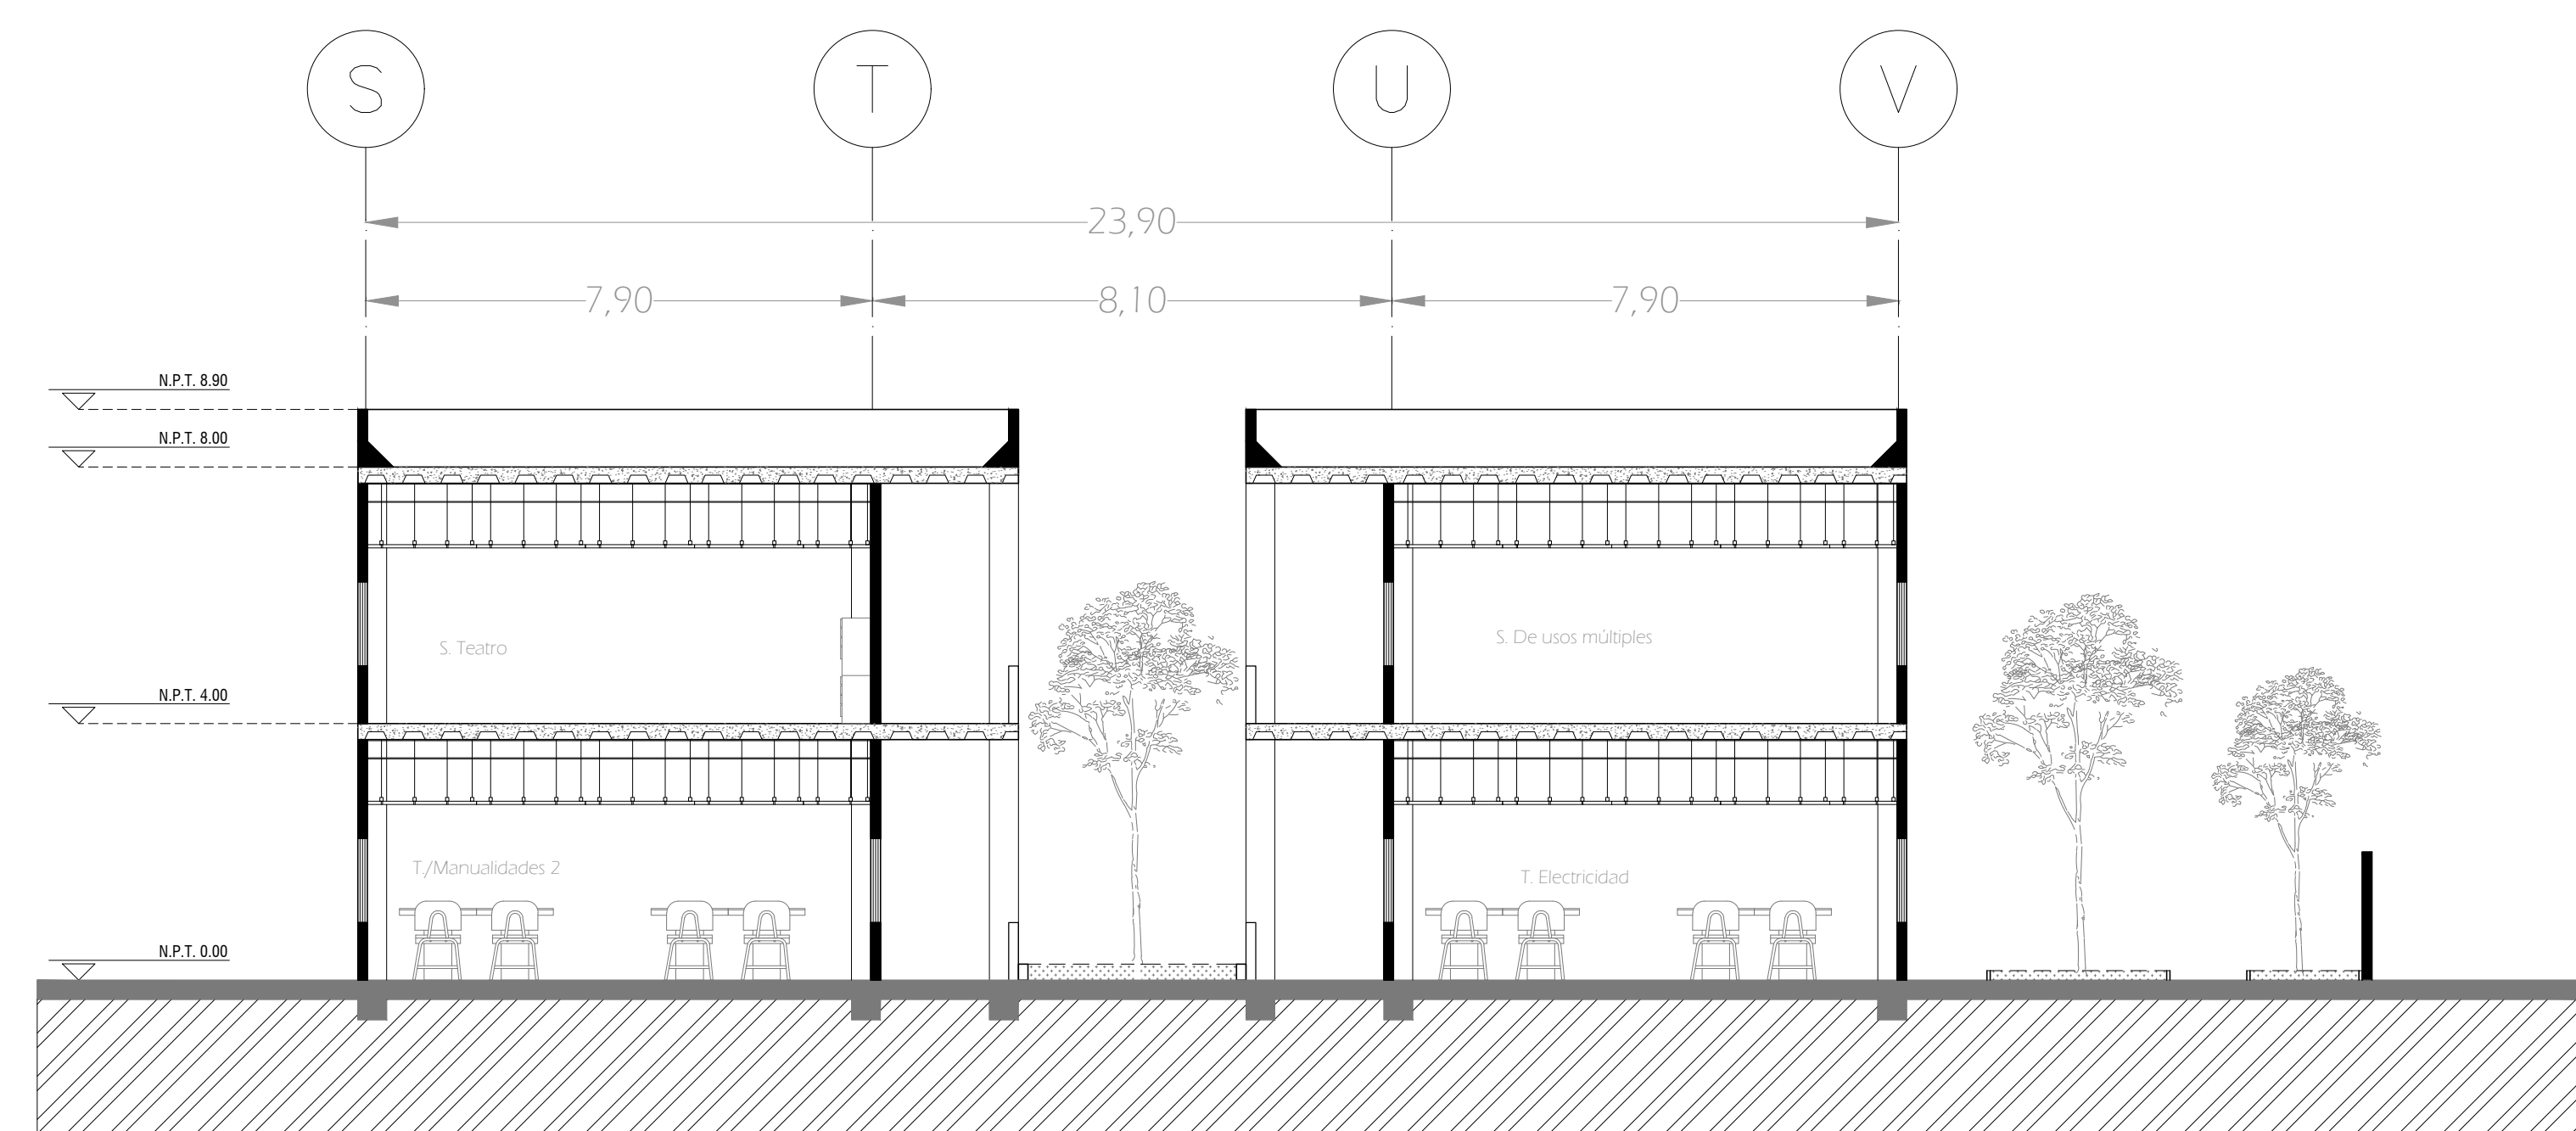 S T U V
23,90
7,90 8,10 7,90
N.P.T. 8.90
N.P.T. 8.00
S. De usos múltiples
S. Teatro
N.P.T. 4.00
T./Manualidades 2
T. Electricidad
N.P.T. 0.00